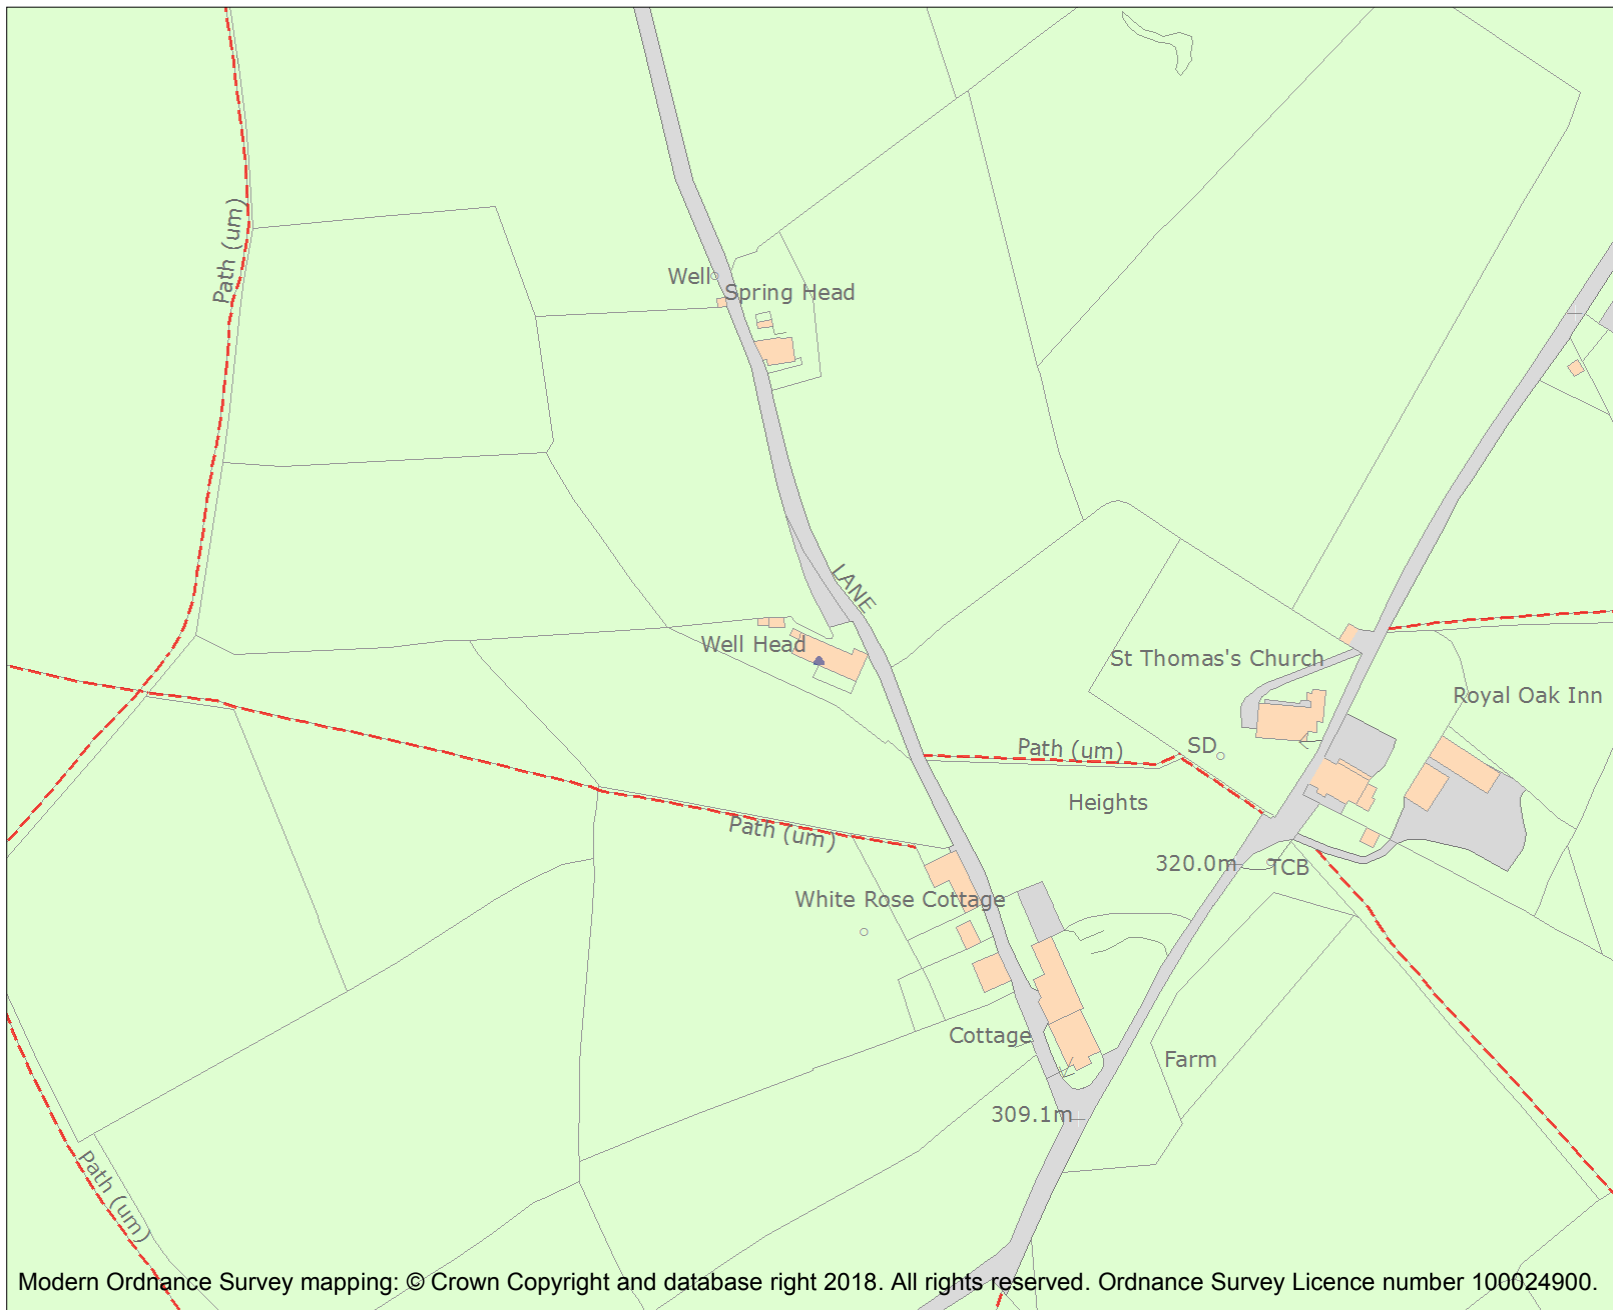 Path (um)
Well
Spring Head
LANE
Well Head
St Thomas's Church
Royal Oak Inn
Path (um)
SD
Heights
Path (um)
320.0m
TCB
White Rose Cottage
Cottage
Farm
309.1m
Path (um)
Modern Ordnance Survey mapping: © Crown Copyright and database right 2018. All rights reserved. Ordnance Survey Licence number 100024900.